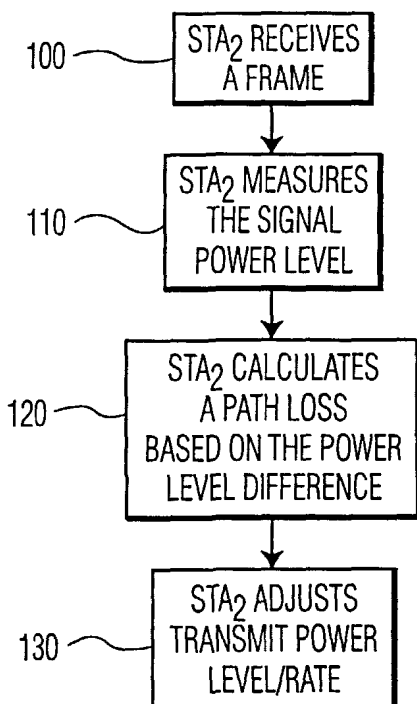 100
STA2 RECEIVES
A FRAME
110
STA2 MEASURES
THE SIGNAL
POWER LEVEL
120
STA2 CALCULATES
A PATH LOSS
BASED ON THE POWER
LEVEL DIFFERENCE
130
STA2 ADJUSTS
TRANSMIT POWER
LEVEL/RATE